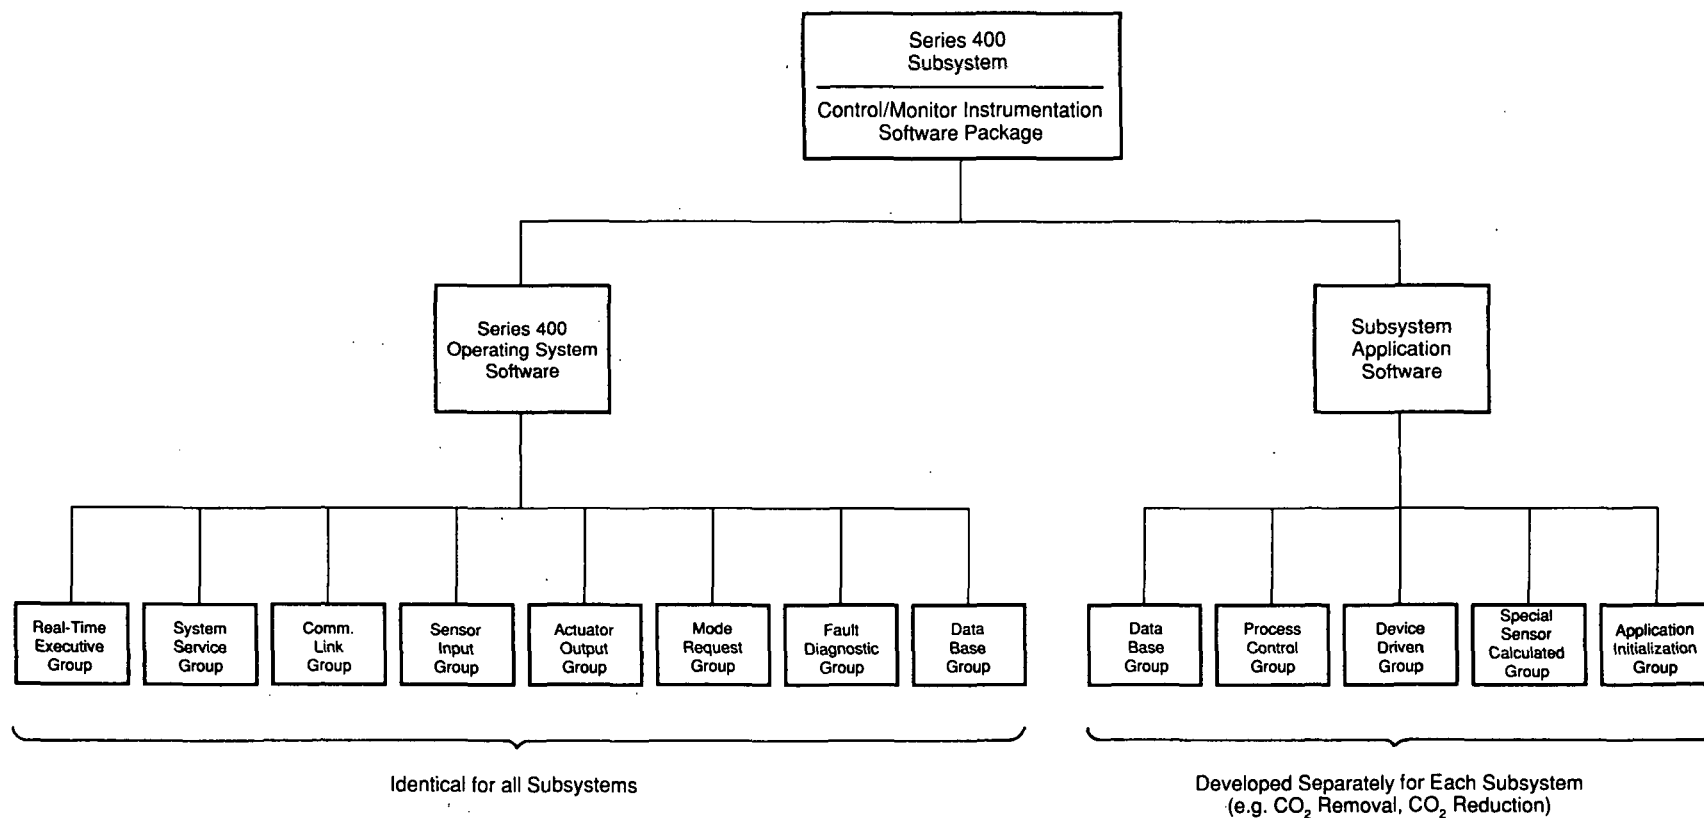 Series 400
Subsystem
Control/Monitor Instrumentation
Software Package
Series 400
Operating System
Software
Subsystem
Application
Software
Real-Time
Executive
Group
System
Service
Group
Comm.
Link
Group
Sensor
Input
Group
Actuator
Output
Group
Mode
Request
Group
Fault
Diagnostic
Group
Data
Base
Group
Data
Base
Group
Process
Control
Group
Device
Driven
Group
Special
Sensor
Calculated
Group
Application
Initialization
Group
Identical for all Subsystems
Developed Separately for Each Subsystem
(e.g. CO₂ Removal, CO₂ Reduction)